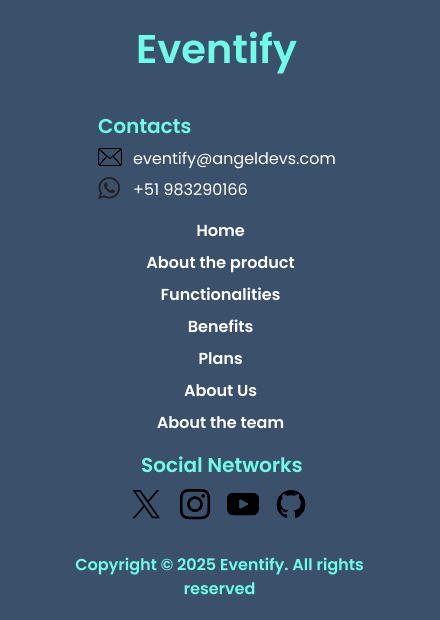 Eventify
Contacts
eventify@angeldevs.com
+51 983290166
Home
About the product
Functionalities
Benefits
Plans
About Us
About the team
Social Networks
Copyright © 2025 Eventify. All rights
reserved